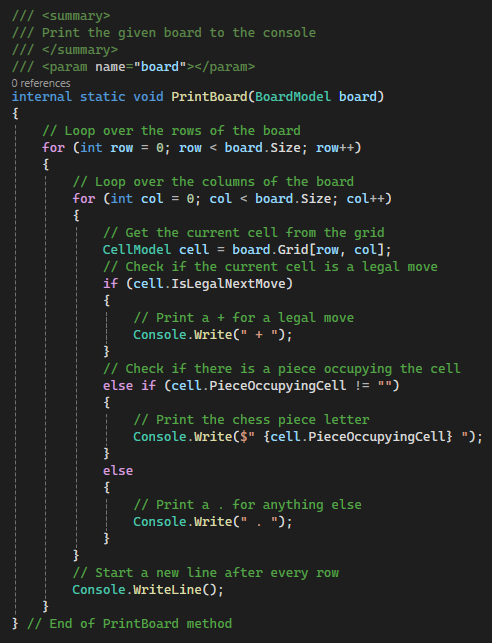 /// <summary>
/// Print the given board to the console
/// </summary>
/// <param name="board"></param>
0 references
internal static void PrintBoard(BoardModel board)
{
    // Loop over the rows of the board
    for (int row = 0; row < board.Size; row++)
    {
        // Loop over the columns of the board
        for (int col = 0; col < board.Size; col++)
        {
            // Get the current cell from the grid
            CellModel cell = board.Grid[row, col];
            // Check if the current cell is a legal move
            if (cell.IsLegalNextMove)
            {
                // Print a + for a legal move
                Console.Write(" + ");
            }
            // Check if there is a piece occupying the cell
            else if (cell.PieceOccupyingCell != "")
            {
                // Print the chess piece letter
                Console.Write($" {cell.PieceOccupyingCell} ");
            }
            else
            {
                // Print a . for anything else
                Console.Write(" . ");
            }
        }
        // Start a new line after every row
        Console.WriteLine();
    }
} // End of PrintBoard method